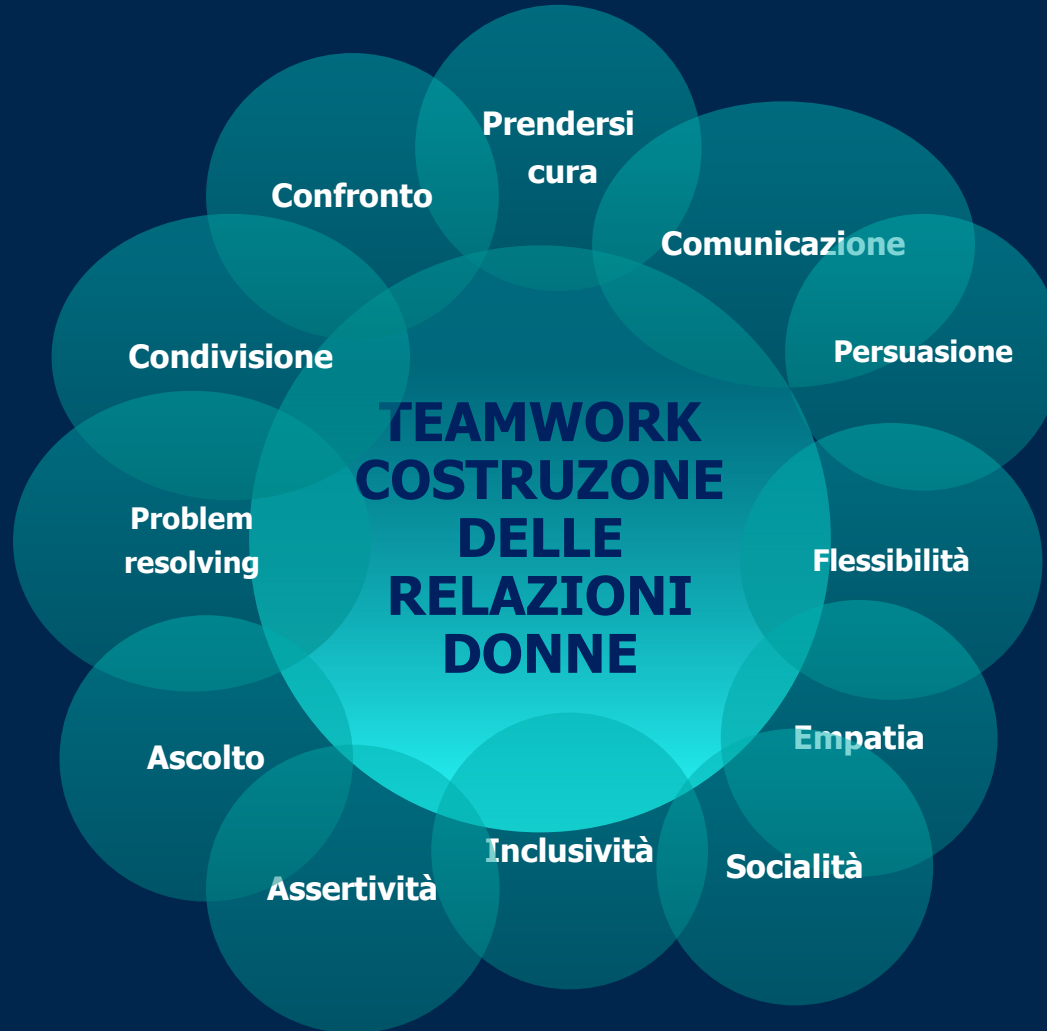 Prendersi
cura
Confronto
Comunicazione
Condivisione
Persuasione
TEAMWORK
COSTRUZONE
DELLE
RELAZIONI
DONNE
Problem
resolving
Flessibilità
Ascolto
Empatia
Inclusività
Socialità
Assertività